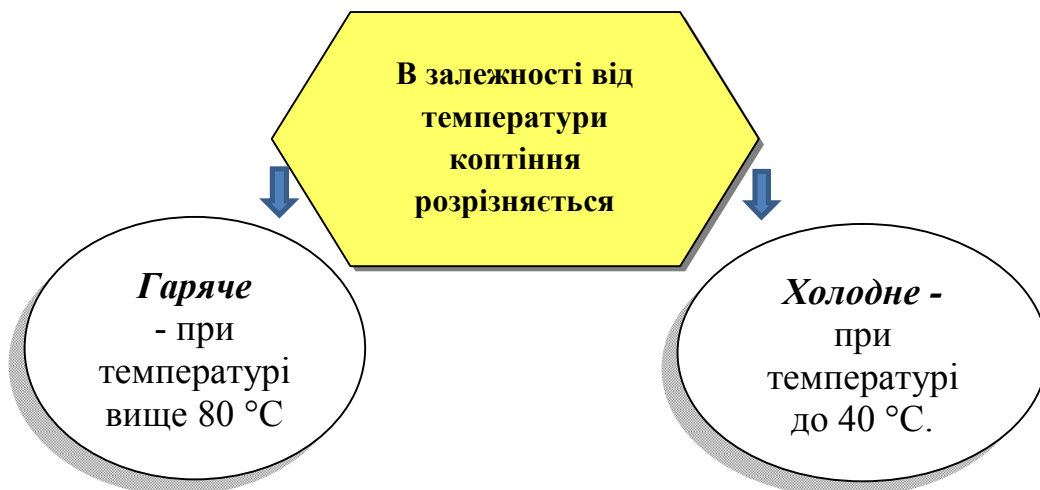 В залежності від
температури
коптіння
розрізняється
Гаряче
- при
температурі
вище 80 °С
Холодне -
при
температурі
до 40 °С.